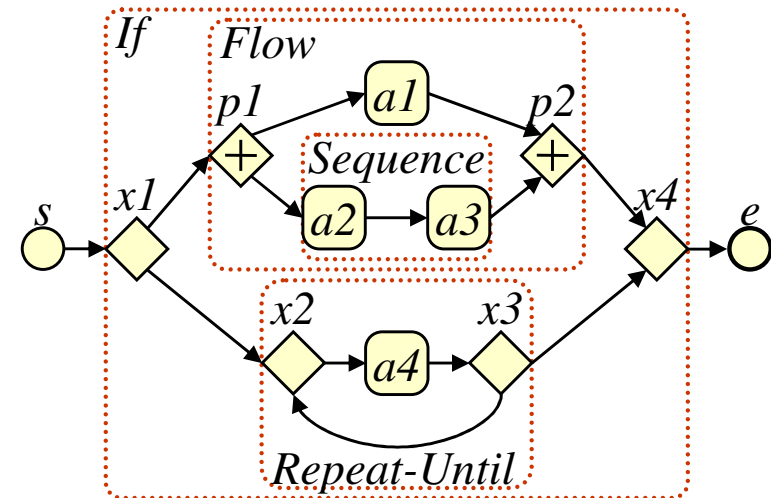 If
Flow
a1
p1
p2
+
+
Sequence
s
x1
a2
a3
x4
e
x2
x3
a4
Repeat-Until